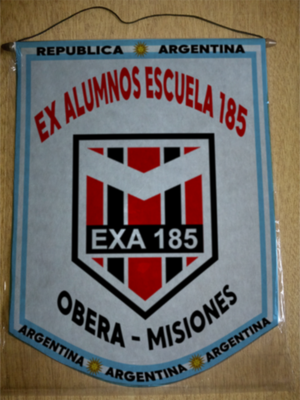 REPUBLICA ARGENTINA
EX ALUMNOS ESCUELA 185
EXA 185
OBERA - MISIONES
ARGENTINA ARGENTINA ARGENTINA